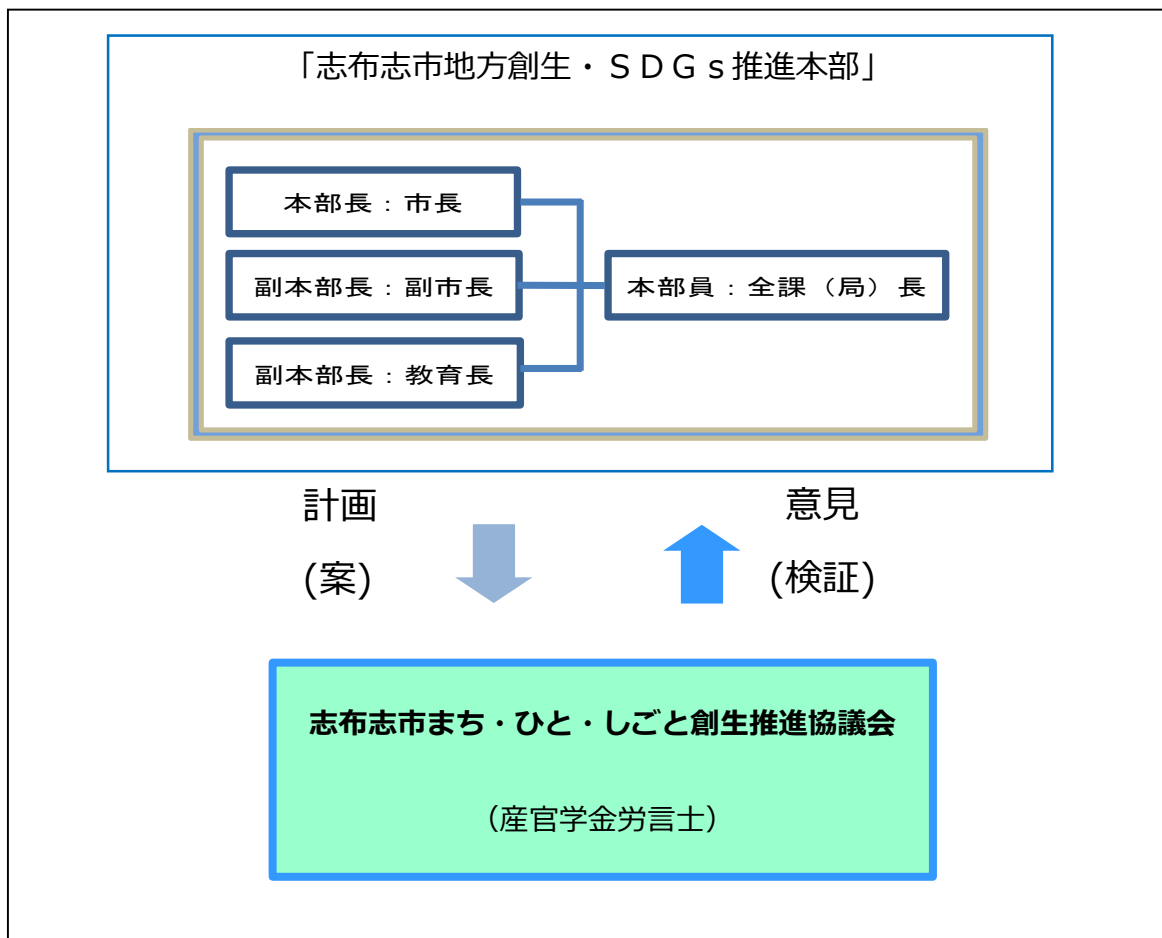 「志布志市地方創生・ＳＤＧｓ推進本部」
本部長：市長
副本部長：副市長
本部員：全課（局）長
副本部長：教育長
計画
(案)
意見
(検証)
志布志市まち・ひと・しごと創生推進協議会
（産官学金労言士）